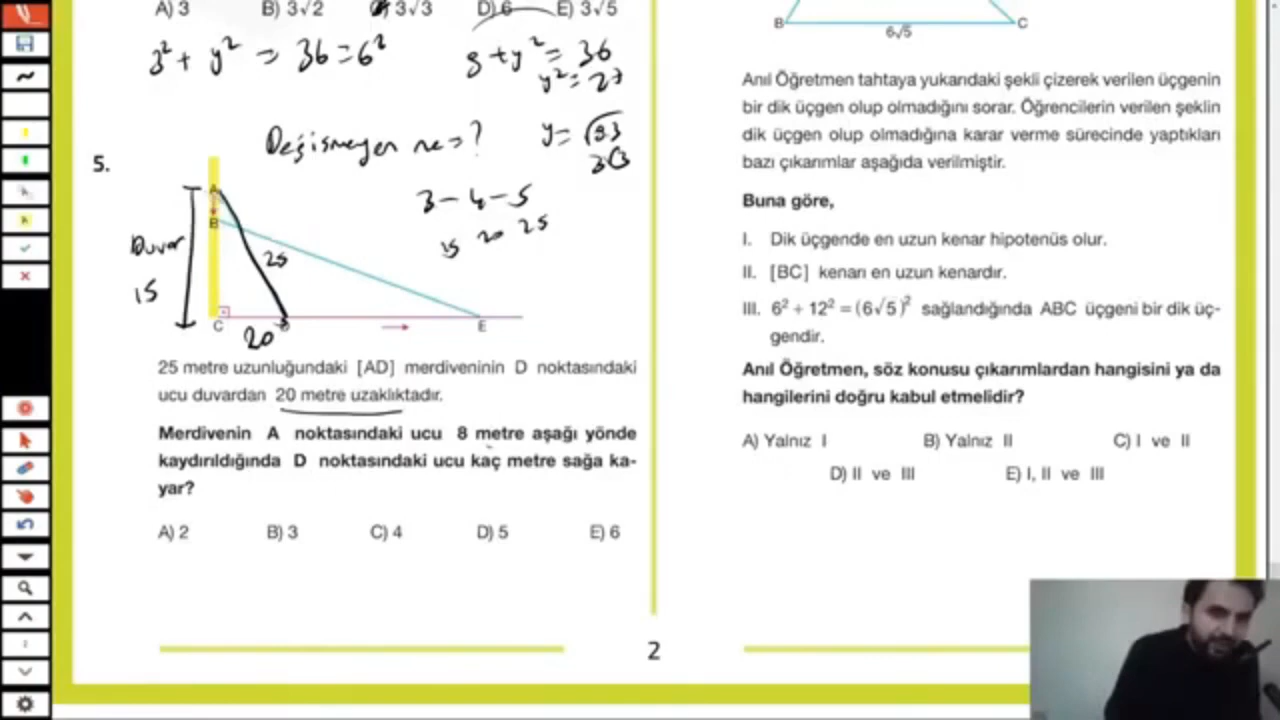 A) 3 B) 3√2 C) 3√3 D) 6 E) 3√5
3² + y² = 36 = 6²
9 + y² = 36
y² = 27
Değişmeyen ne => ?
3√3
5.
3 - 4 - 5
15 20 25
A
B
Duvar
25
15
C
D
E
20
25 metre uzunluğundaki [AD] merdiveninin D noktasındaki
ucu duvardan 20 metre uzaklıktadır.
Merdivenin A noktasındaki ucu 8 metre aşağı yönde
kaydırıldığında D noktasındaki ucu kaç metre sağa ka-
yar?
A) 2 B) 3 C) 4 D) 5 E) 6
B C
6√5
Anıl Öğretmen tahtaya yukarıdaki şekli çizerek verilen üçgenin
bir dik üçgen olup olmadığını sorar. Öğrencilerin verilen şeklin
dik üçgen olup olmadığına karar verme sürecinde yaptıkları
bazı çıkarımlar aşağıda verilmiştir.
Buna göre,
I. Dik üçgende en uzun kenar hipotenüs olur.
II. [BC] kenarı en uzun kenardır.
III. 6² + 12² = (6√5)² sağlandığında ABC üçgeni bir dik üç-
gendir.
Anıl Öğretmen, söz konusu çıkarımlardan hangisini ya da
hangilerini doğru kabul etmelidir?
A) Yalnız I B) Yalnız II C) I ve II
D) II ve III E) I, II ve III
2